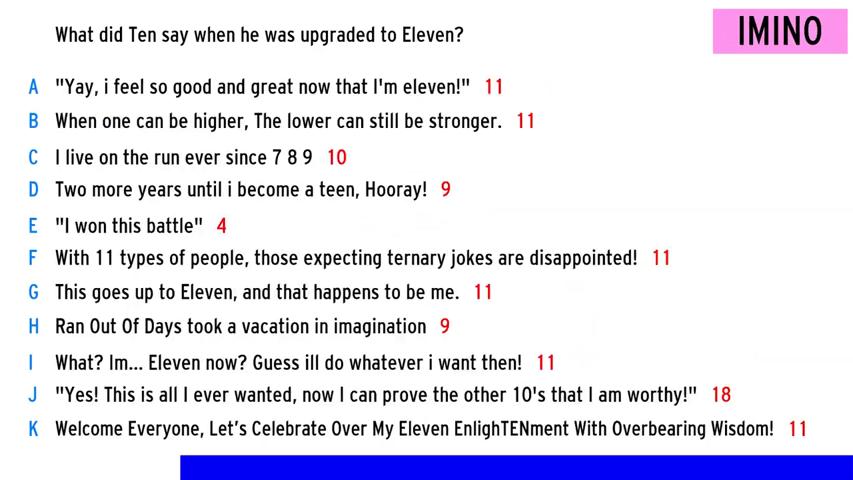 What did Ten say when he was upgraded to Eleven?
IMINO
A "Yay, i feel so good and great now that I'm eleven!" 11
B When one can be higher, The lower can still be stronger. 11
C I live on the run ever since 7 8 9 10
D Two more years until i become a teen, Hooray! 9
E "I won this battle" 4
F With 11 types of people, those expecting ternary jokes are disappointed! 11
G This goes up to Eleven, and that happens to be me. 11
H Ran Out Of Days took a vacation in imagination 9
I What? Im... Eleven now? Guess ill do whatever i want then! 11
J "Yes! This is all I ever wanted, now I can prove the other 10's that I am worthy!" 18
K Welcome Everyone, Let's Celebrate Over My Eleven EnlighTENment With Overbearing Wisdom! 11